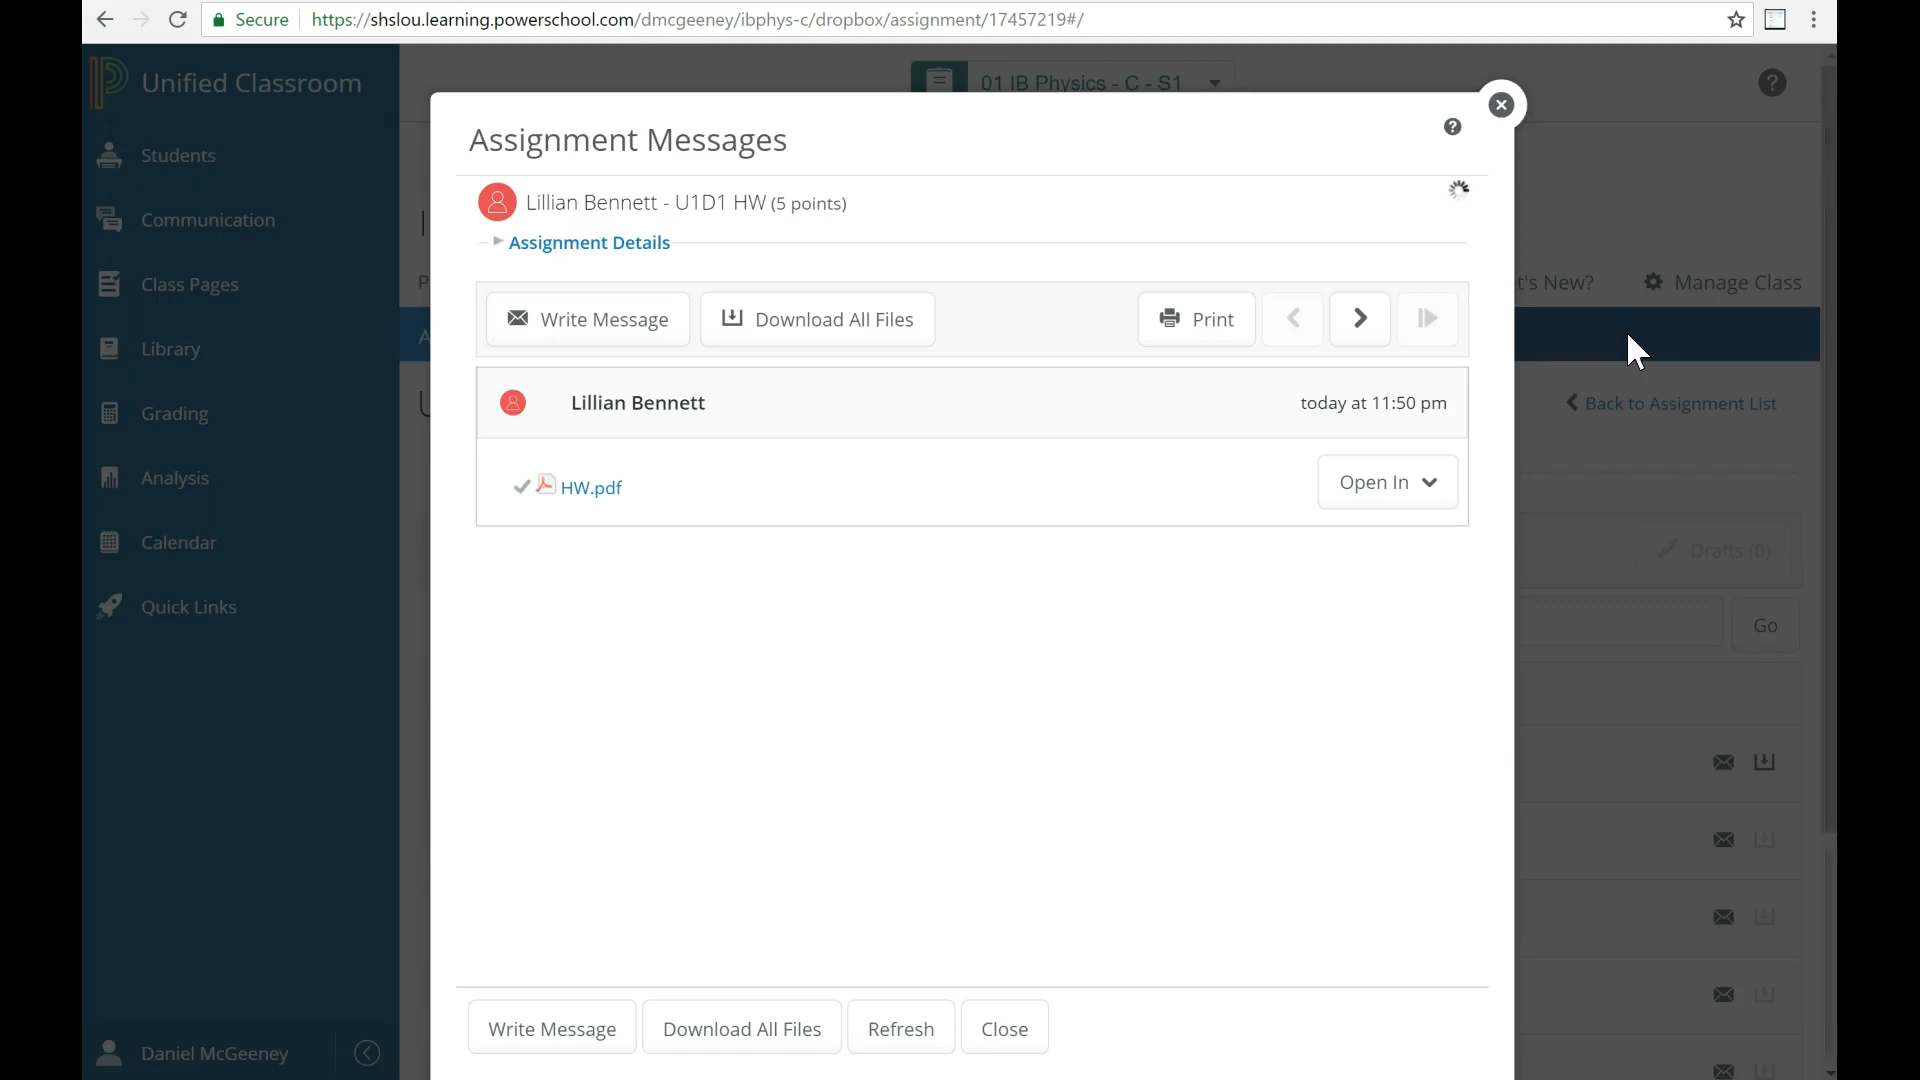 Secure https://shslou.learning.powerschool.com/dmcgeeney/ibphys-c/dropbox/assignment/17457219#/
Unified Classroom
01 IB Physics - C - S1
Assignment Messages
Students
Lillian Bennett - U1D1 HW (5 points)
Communication
Assignment Details
Class Pages
t's New?
Manage Class
Write Message
Download All Files
Print
Library
Lillian Bennett
today at 11:50 pm
Back to Assignment List
Grading
Analysis
HW.pdf
Open In
Calendar
Drafts (0)
Quick Links
Go
Write Message
Download All Files
Refresh
Close
Daniel McGeeney